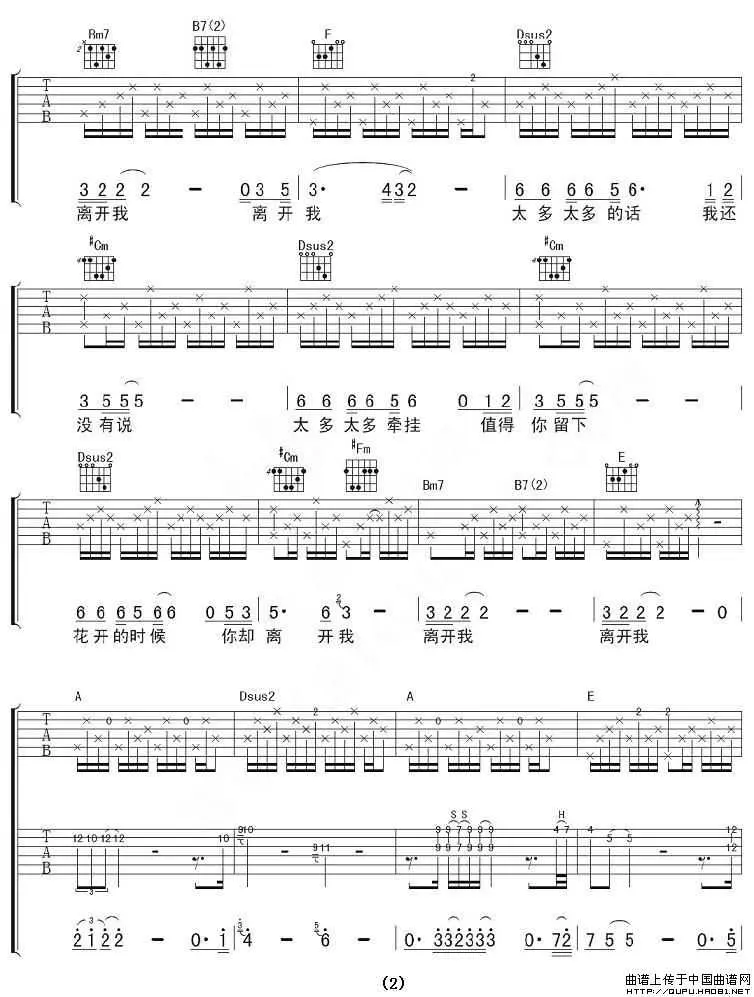 Bm7 B7(2) F Dsus2
T A B
3 2 2 2 - 0 3 5 3· 4 3 2 6 6 6 6 5· 1 2
离开我 离开 我 太多太多的话 我还
#Cm Dsus2 #Cm
T A B
3 5 5 5 - - 6 6 6 6 5 6 0 1 2 3 5 5 5 - -
没有说 太多太多牵挂 值得 你留下
Dsus2 #Cm #Fm Bm7 B7(2) E
T A B
6 6 6 5 6 6 0 5 3 5· 6 3 - 3 2 2 2 - - 3 2 2 2 - 0
花开的时候 你却 离 开我 离开我 离开我
A Dsus2 A E
T A B
0 0 2 0 0 2 2
S S H
T A B
12 10 12 12 10 9 10 9 11 9 9 7 9 9 9 9 7 9 9 4 7 4 5 5 12 12
3
2 1 2 2 - 0· 1 4 - 6 - 0· 3 3 2 3 3 3 0· 7 2 7 5 5 - 0· 5
(2)
曲谱上传于中国曲谱网
HTTP://QUPU.HAO81.NET